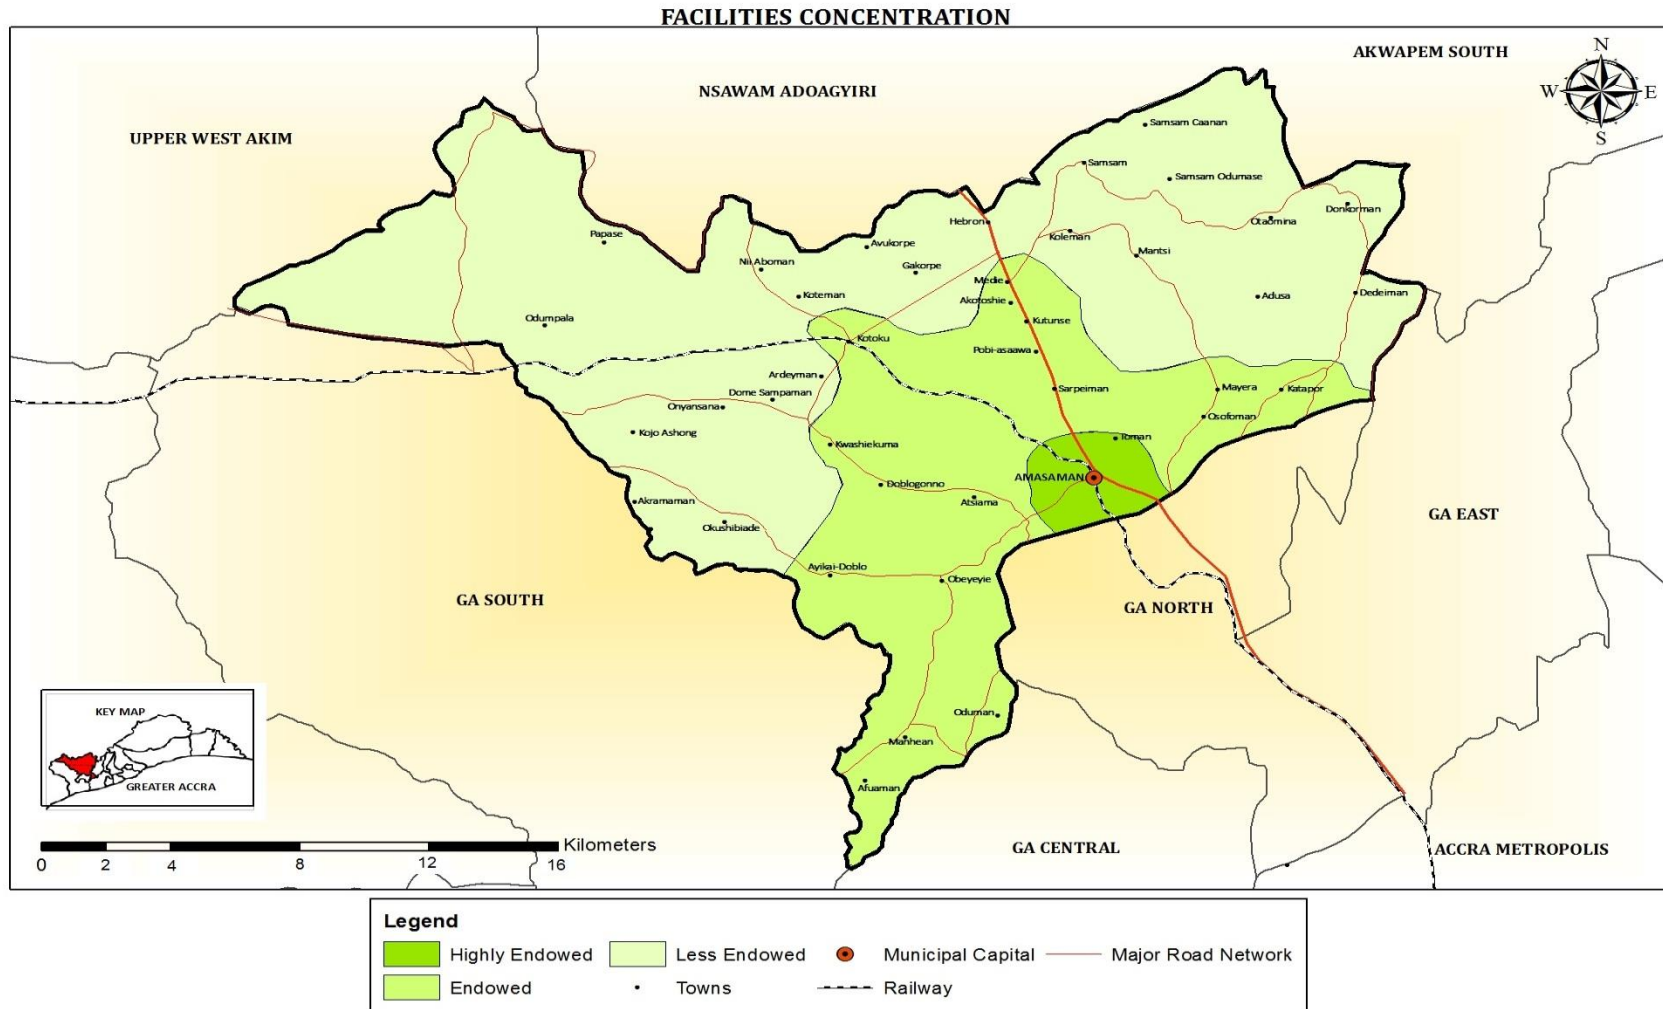 FACILITIES CONCENTRATION
AKWAPEM SOUTH
N
W E
S
NSAWAM ADOAGYIRI
UPPER WEST AKIM
Samsam Caanan
Samsam
Samsam Odumase
Donkorman
Otaomina
Hebron
Koleman
Papase
Avukorpe
Mantsi
Nii Aboman
Gakorpe
Medie
Koteman
Akotoshie
Adusa
Dedeiman
Odumpala
Kutunse
Kotoku
Pobi-asaawa
Ardeyman
Dome Sampaman
Sarpeiman
Mayera
Katapor
Onyansana
Osofoman
Kojo Ashong
Kwashiekuma
Toman
AMASAMAN
Doblogonno
Akramaman
Atsiama
Okushibiade
GA EAST
Ayikai-Doblo
Obeyeyie
GA SOUTH
GA NORTH
Oduman
Manhean
Afuaman
KEY MAP
GREATER ACCRA
Kilometers
0 2 4 8 12 16
GA CENTRAL
ACCRA METROPOLIS
Legend
Highly Endowed Less Endowed Municipal Capital Major Road Network
Endowed Towns Railway